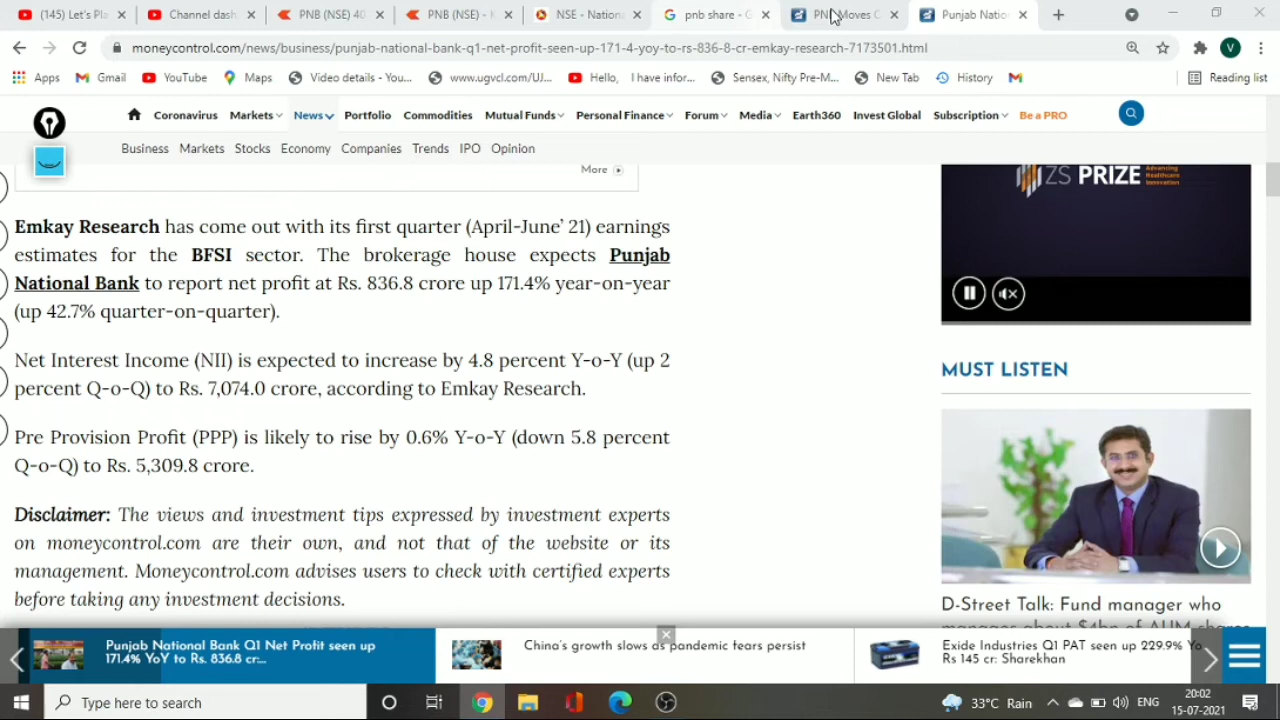 (145) Let's Pla
Channel dash
PNB (NSE) 40
PNB (NSE) - K
NSE - Nationa
pnb share - G
PNB Moves C
Punjab Natio
moneycontrol.com/news/business/punjab-national-bank-q1-net-profit-seen-up-171-4-yoy-to-rs-836-8-cr-emkay-research-7173501.html
V
Apps
Gmail
YouTube
Maps
Video details - You...
www.ugvcl.com/UJ...
Hello, I have infor...
Sensex, Nifty Pre-M...
New Tab
History
Reading list
Coronavirus Markets News Portfolio Commodities Mutual Funds Personal Finance Forum Media Earth360 Invest Global Subscription Be a PRO
Business Markets Stocks Economy Companies Trends IPO Opinion
More
ZS PRIZE Advancing Healthcare Innovation
Emkay Research has come out with its first quarter (April-June' 21) earnings
estimates for the BFSI sector. The brokerage house expects Punjab
National Bank to report net profit at Rs. 836.8 crore up 171.4% year-on-year
(up 42.7% quarter-on-quarter).
Net Interest Income (NII) is expected to increase by 4.8 percent Y-o-Y (up 2
percent Q-o-Q) to Rs. 7,074.0 crore, according to Emkay Research.
Pre Provision Profit (PPP) is likely to rise by 0.6% Y-o-Y (down 5.8 percent
Q-o-Q) to Rs. 5,309.8 crore.
Disclaimer: The views and investment tips expressed by investment experts
on moneycontrol.com are their own, and not that of the website or its
management. Moneycontrol.com advises users to check with certified experts
before taking any investment decisions.
MUST LISTEN
D-Street Talk: Fund manager who
manages about $4bn of AUM shares
Punjab National Bank Q1 Net Profit seen up
171.4% YoY to Rs. 836.8 cr...
China's growth slows as pandemic fears persist
Exide Industries Q1 PAT seen up 229.9% Yo
Rs 145 cr: Sharekhan
Type here to search
33°C Rain
ENG
20:02
15-07-2021